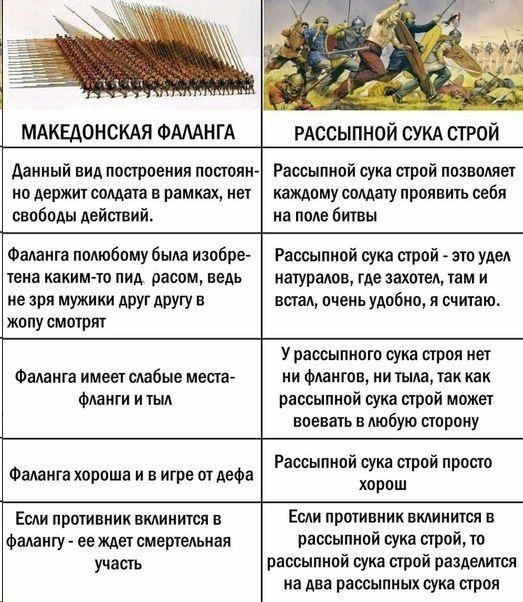 МАКЕДОНСКАЯ ФАЛАНГА
РАССЫПНОЙ СУКА СТРОЙ
Данный вид построения постоян-
но держит солдата в рамках, нет
свободы действий.
Рассыпной сука строй позволяет
каждому солдату проявить себя
на поле битвы
Фаланга полюбому была изобре-
тена каким-то пид расом, ведь
не зря мужики друг другу в
жопу смотрят
Рассыпной сука строй - это удел
натуралов, где захотел, там и
встал, очень удобно, я считаю.
Фаланга имеет слабые места-
фланги и тыл
У рассыпного сука строя нет
ни флангов, ни тыла, так как
рассыпной сука строй может
воевать в любую сторону
Фаланга хороша и в игре от дефа
Рассыпной сука строй просто
хорош
Если противник вклинится в
фалангу - ее ждет смертельная
участь
Если противник вклинится в
рассыпной сука строй, то
рассыпной сука строй разделится
на два рассыпных сука строя